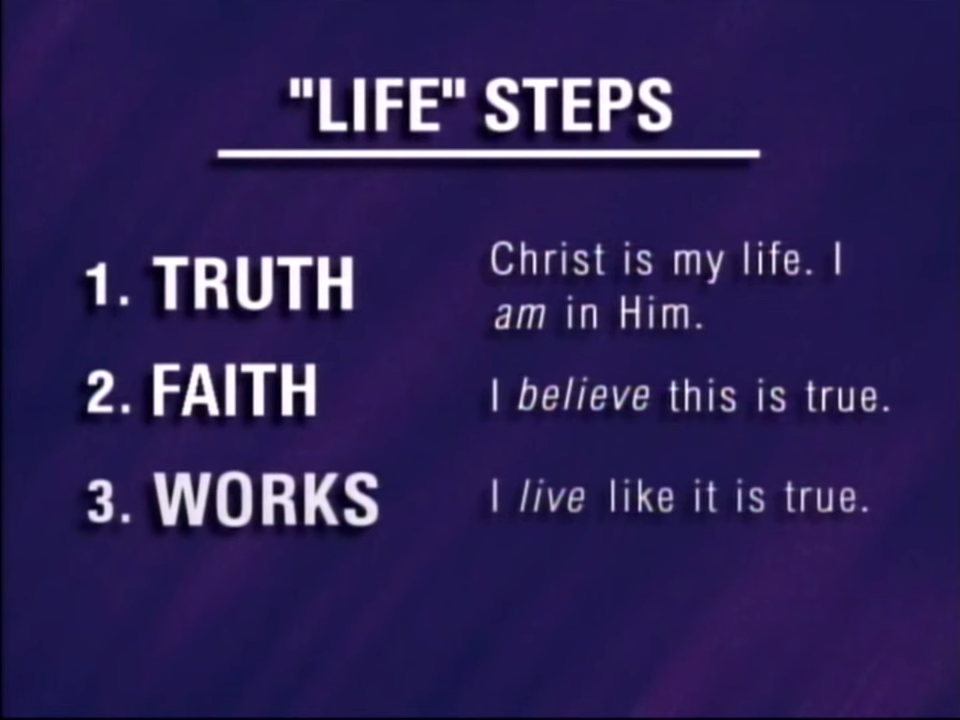 "LIFE" STEPS
1. TRUTH
Christ is my life. I
am in Him.
2. FAITH
I believe this is true.
3. WORKS
I live like it is true.